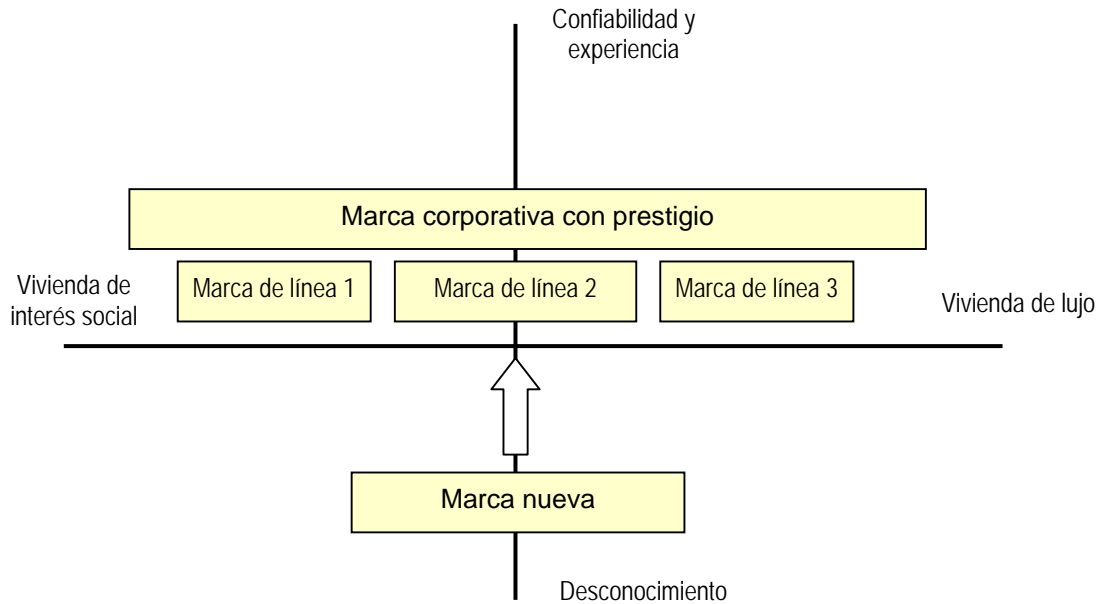 Confiabilidad y
experiencia
Marca corporativa con prestigio
Vivienda de
interés social
Marca de línea 1
Marca de línea 2
Marca de línea 3
Vivienda de lujo
Marca nueva
Desconocimiento